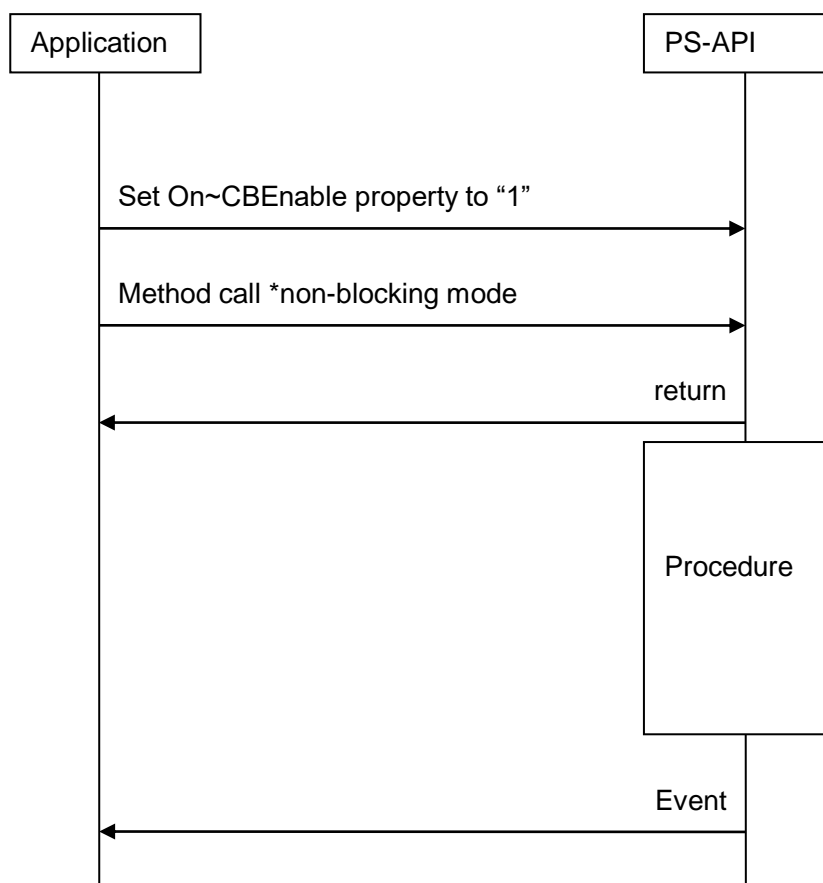 Application
PS-API
Set On~CBEnable property to “1”
Method call *non-blocking mode
return
Procedure
Event